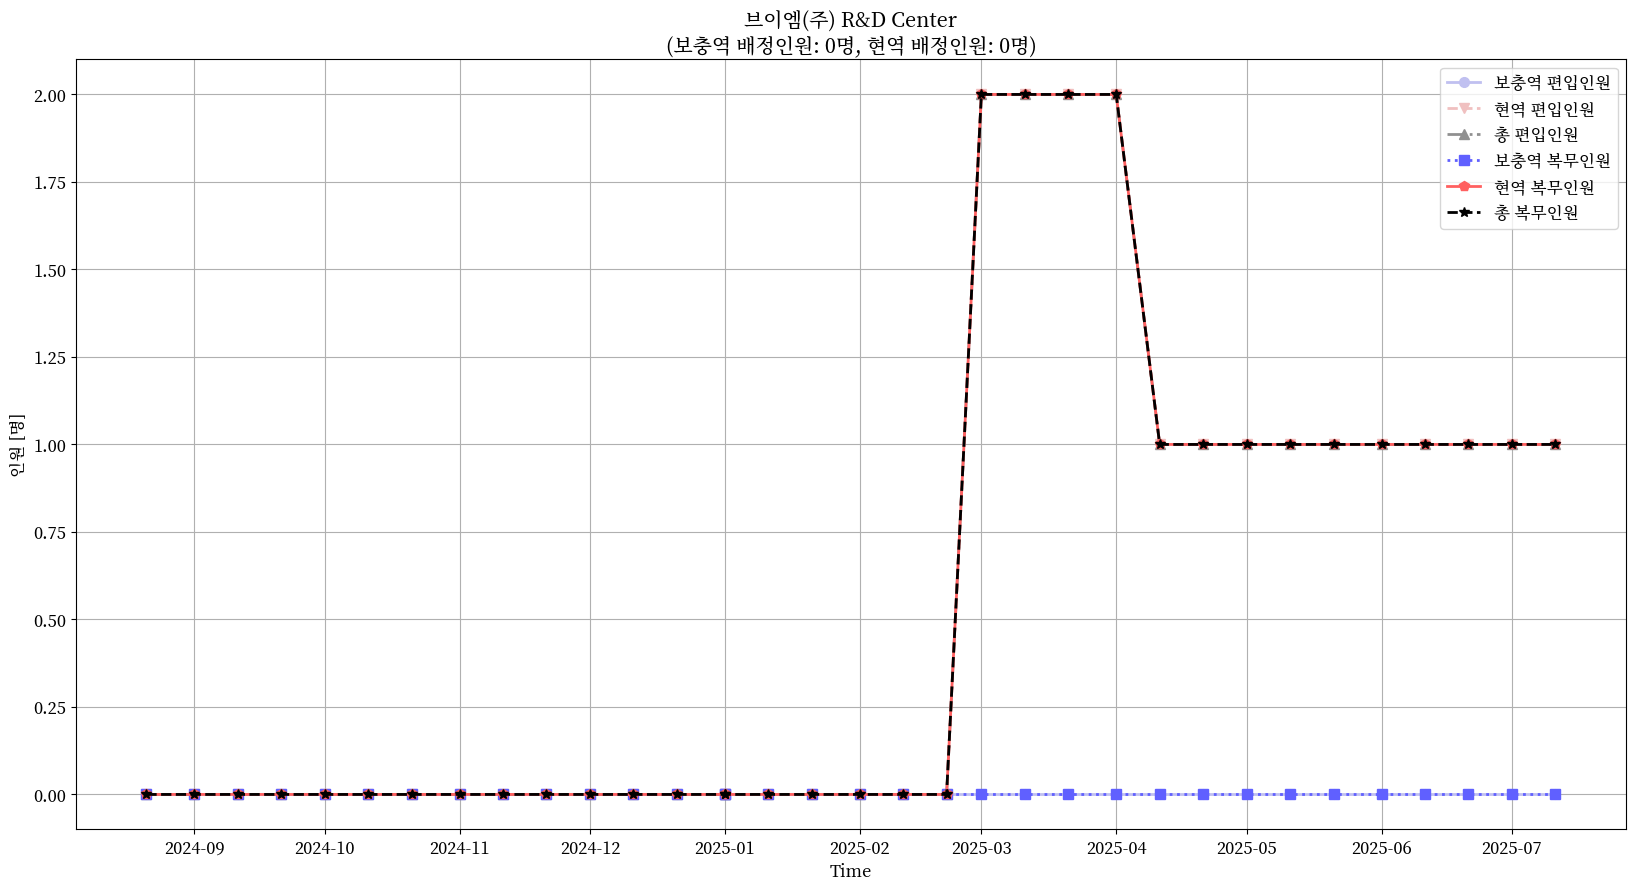 브이엠(주) R&D Center
(보충역 배정인원: 0명, 현역 배정인원: 0명)
보충역 편입인원
현역 편입인원
총 편입인원
보충역 복무인원
현역 복무인원
총 복무인원
인원 [명]
2.00
1.75
1.50
1.25
1.00
0.75
0.50
0.25
0.00
2024-09 2024-10 2024-11 2024-12 2025-01 2025-02 2025-03 2025-04 2025-05 2025-06 2025-07
Time